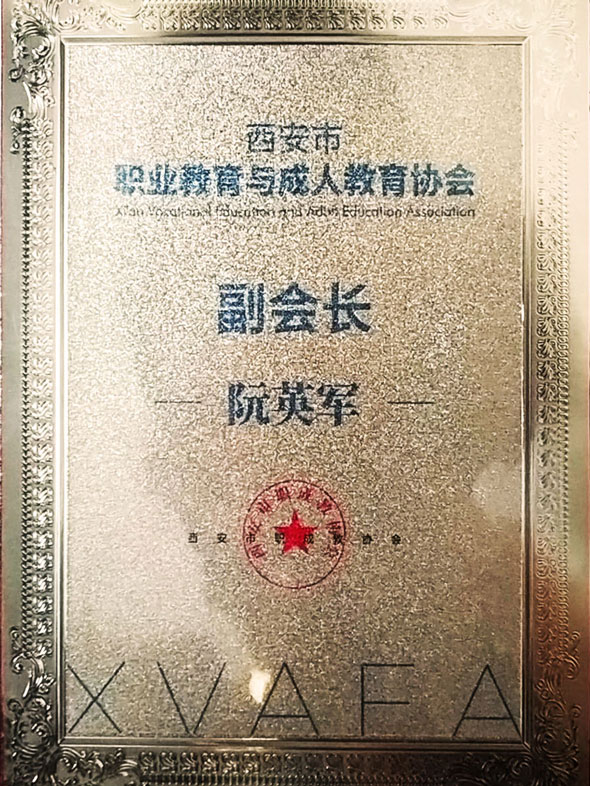 西安市
职业教育与成人教育协会
Xi'an Vocational Education and Adult Education Association
副会长
阮英军
西安市职成教协会
XVAFA